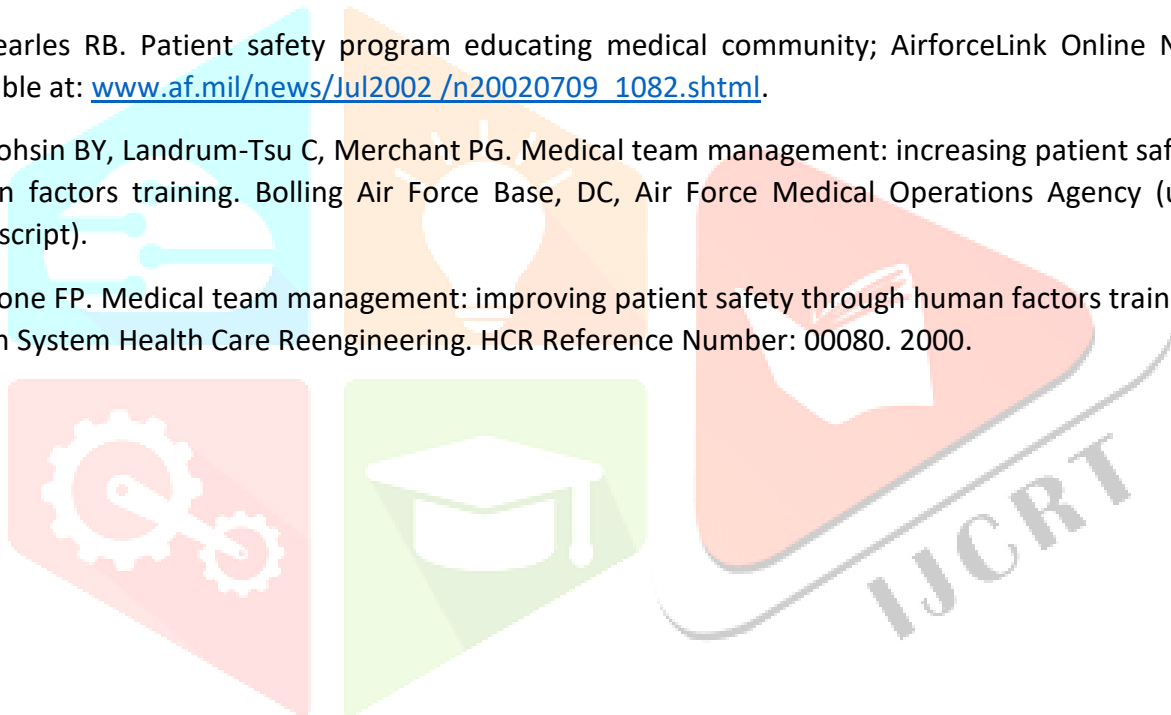 earles RB. Patient safety program educating medical community; AirforceLink Online N
ble at: www.af.mil/news/Jul2002 /n20020709_1082.shtml.
ohsin BY, Landrum-Tsu C, Merchant PG. Medical team management: increasing patient saf
n factors training. Bolling Air Force Base, DC, Air Force Medical Operations Agency (u
script).
one FP. Medical team management: improving patient safety through human factors train
n System Health Care Reengineering. HCR Reference Number: 00080. 2000.
IJCRT